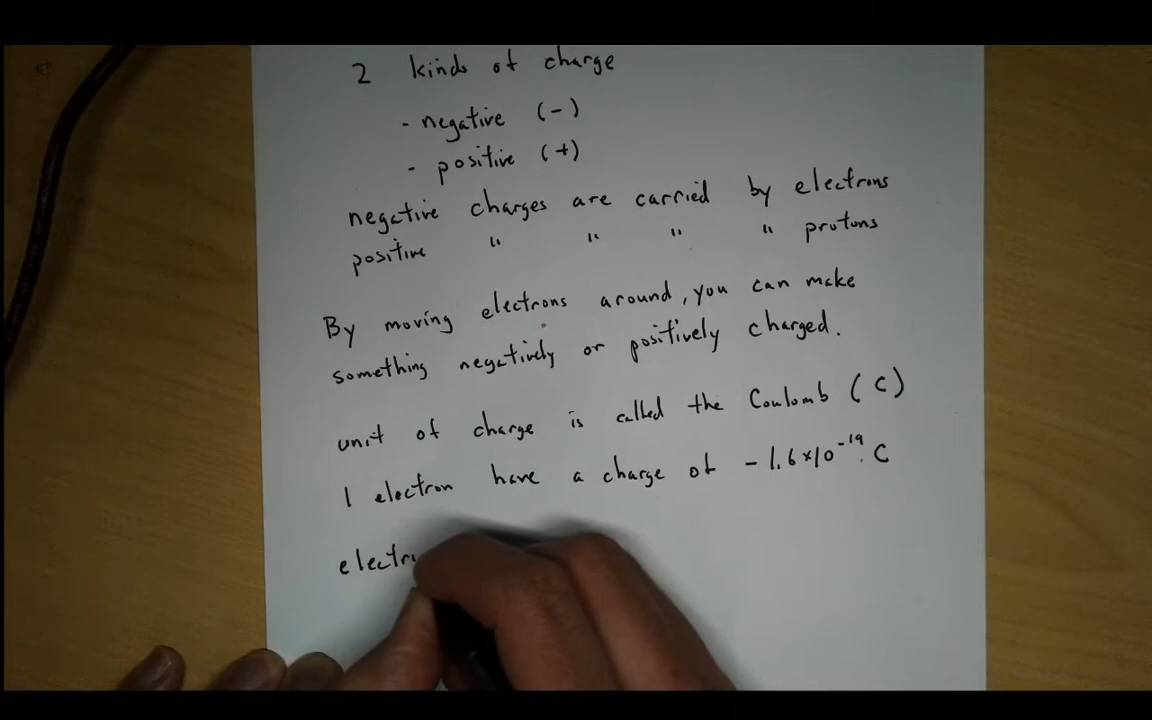 2 kinds of charge
- negative (-)
- positive (+)
negative charges are carried by electrons
positive " " " " protons
By moving electrons around, you can make
something negatively or positively charged.
unit of charge is called the Coulomb (C)
1 electron have a charge of -1.6×10⁻¹⁹ C
electri